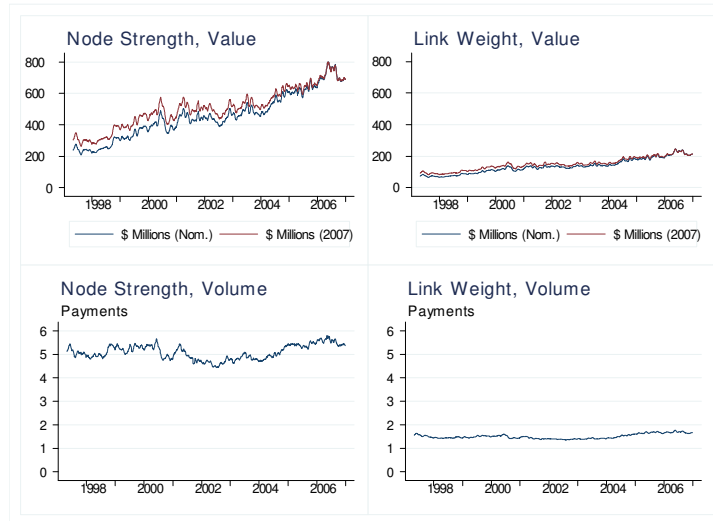 Node Strength, Value
800
600
400
200
0
1998 2000 2002 2004 2006
$ Millions (Nom.) $ Millions (2007)
Link Weight, Value
800
600
400
200
0
1998 2000 2002 2004 2006
$ Millions (Nom.) $ Millions (2007)
Node Strength, Volume
Payments
6
5
4
3
2
1
0
1998 2000 2002 2004 2006
Link Weight, Volume
Payments
6
5
4
3
2
1
0
1998 2000 2002 2004 2006